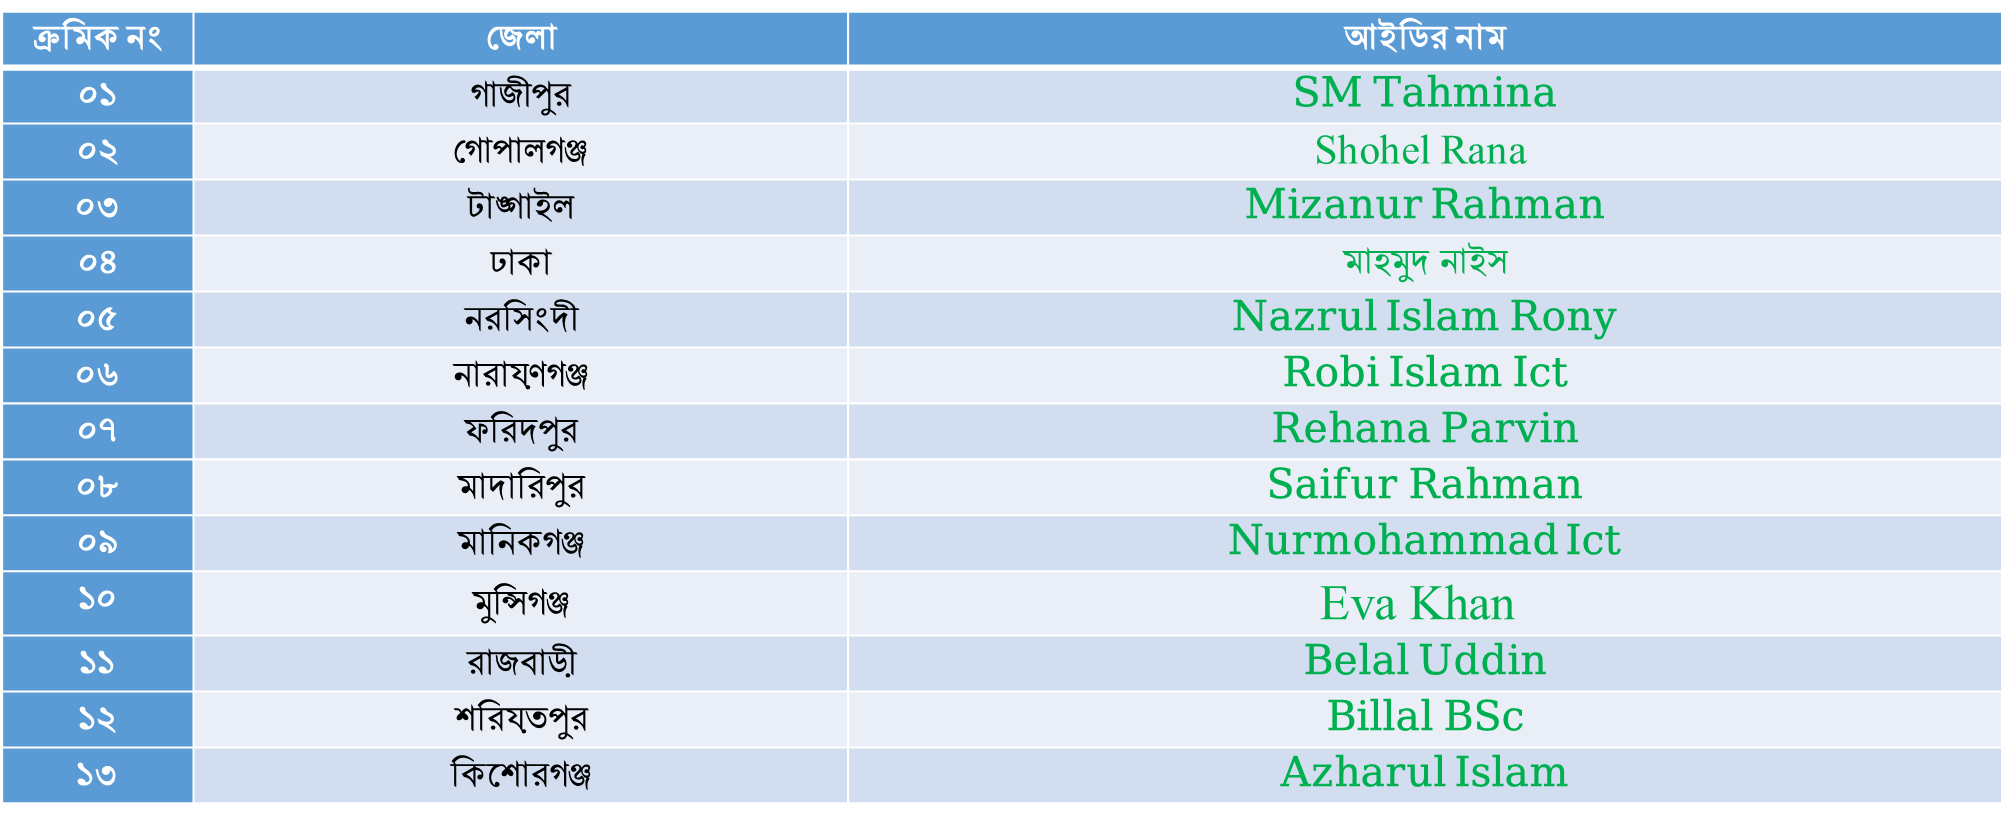 ক্রমিক নং জেলা আইডির নাম
০১ গাজীপুর SM Tahmina
০২ গোপালগঞ্জ Shohel Rana
০৩ টাঙ্গাইল Mizanur Rahman
০৪ ঢাকা মাহমুদ নাইস
০৫ নরসিংদী Nazrul Islam Rony
০৬ নারায়ণগঞ্জ Robi Islam Ict
০৭ ফরিদপুর Rehana Parvin
০৮ মাদারিপুর Saifur Rahman
০৯ মানিকগঞ্জ Nurmohammad Ict
১০ মুন্সিগঞ্জ Eva Khan
১১ রাজবাড়ী Belal Uddin
১২ শরিয়তপুর Billal BSc
১৩ কিশোরগঞ্জ Azharul Islam